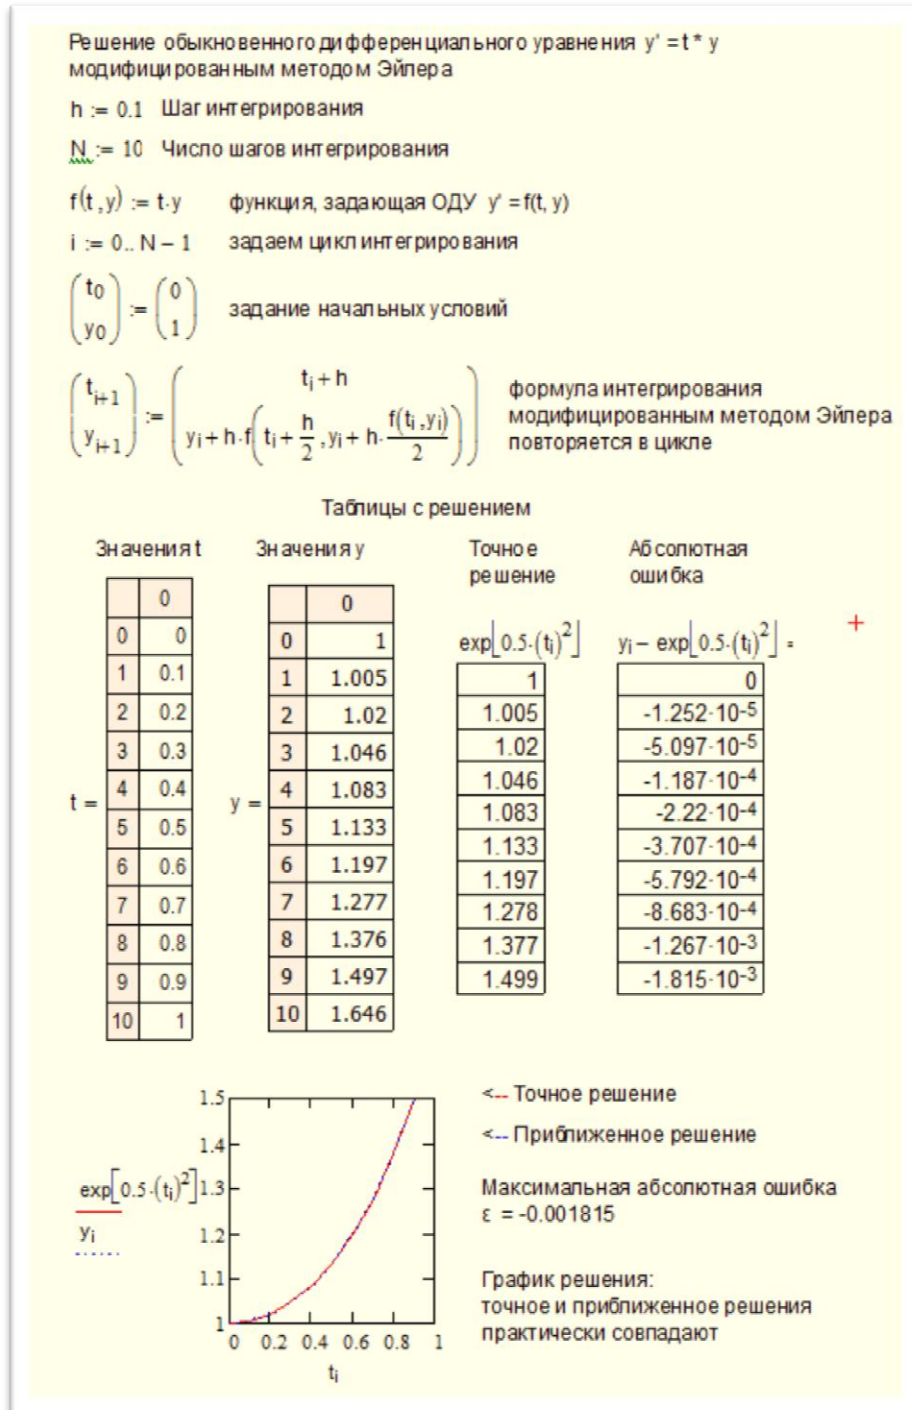 Решение обыкновенного дифференциального уравнения y' = t * y
модифицированным методом Эйлера
h := 0.1 Шаг интегрирования
N := 10 Число шагов интегрирования
f(t ,y) := t·y функция, задающая ОДУ y' = f(t, y)
i := 0.. N − 1 задаем цикл интегрирования
(t0 y0) := (0 1) задание начальных условий
(ti+1 yi+1) := (ti + h yi + h·f(ti + h/2 , yi + h· f(ti ,yi)/2)) формула интегрирования
модифицированным методом Эйлера
повторяется в цикле
Таблицы с решением
Значения t Значения y Точное Абсолютная
решение ошибка
0 0 exp[0.5·(ti)^2] yi − exp[0.5·(ti)^2] = +
0 0 0 1 1 0
1 0.1 1 1.005 1.005 -1.252·10-5
2 0.2 2 1.02 1.02 -5.097·10-5
3 0.3 3 1.046 1.046 -1.187·10-4
t = 4 0.4 y = 4 1.083 1.083 -2.22·10-4
5 0.5 5 1.133 1.133 -3.707·10-4
6 0.6 6 1.197 1.197 -5.792·10-4
7 0.7 7 1.277 1.278 -8.683·10-4
8 0.8 8 1.376 1.377 -1.267·10-3
9 0.9 9 1.497 1.499 -1.815·10-3
10 1 10 1.646
1.5 <-- Точное решение
1.4 <-- Приближенное решение
exp[0.5·(ti)^2] 1.3 Максимальная абсолютная ошибка
yi ε = -0.001815
1.2
1.1 График решения:
точное и приближенное решения
1 практически совпадают
0 0.2 0.4 0.6 0.8 1
ti